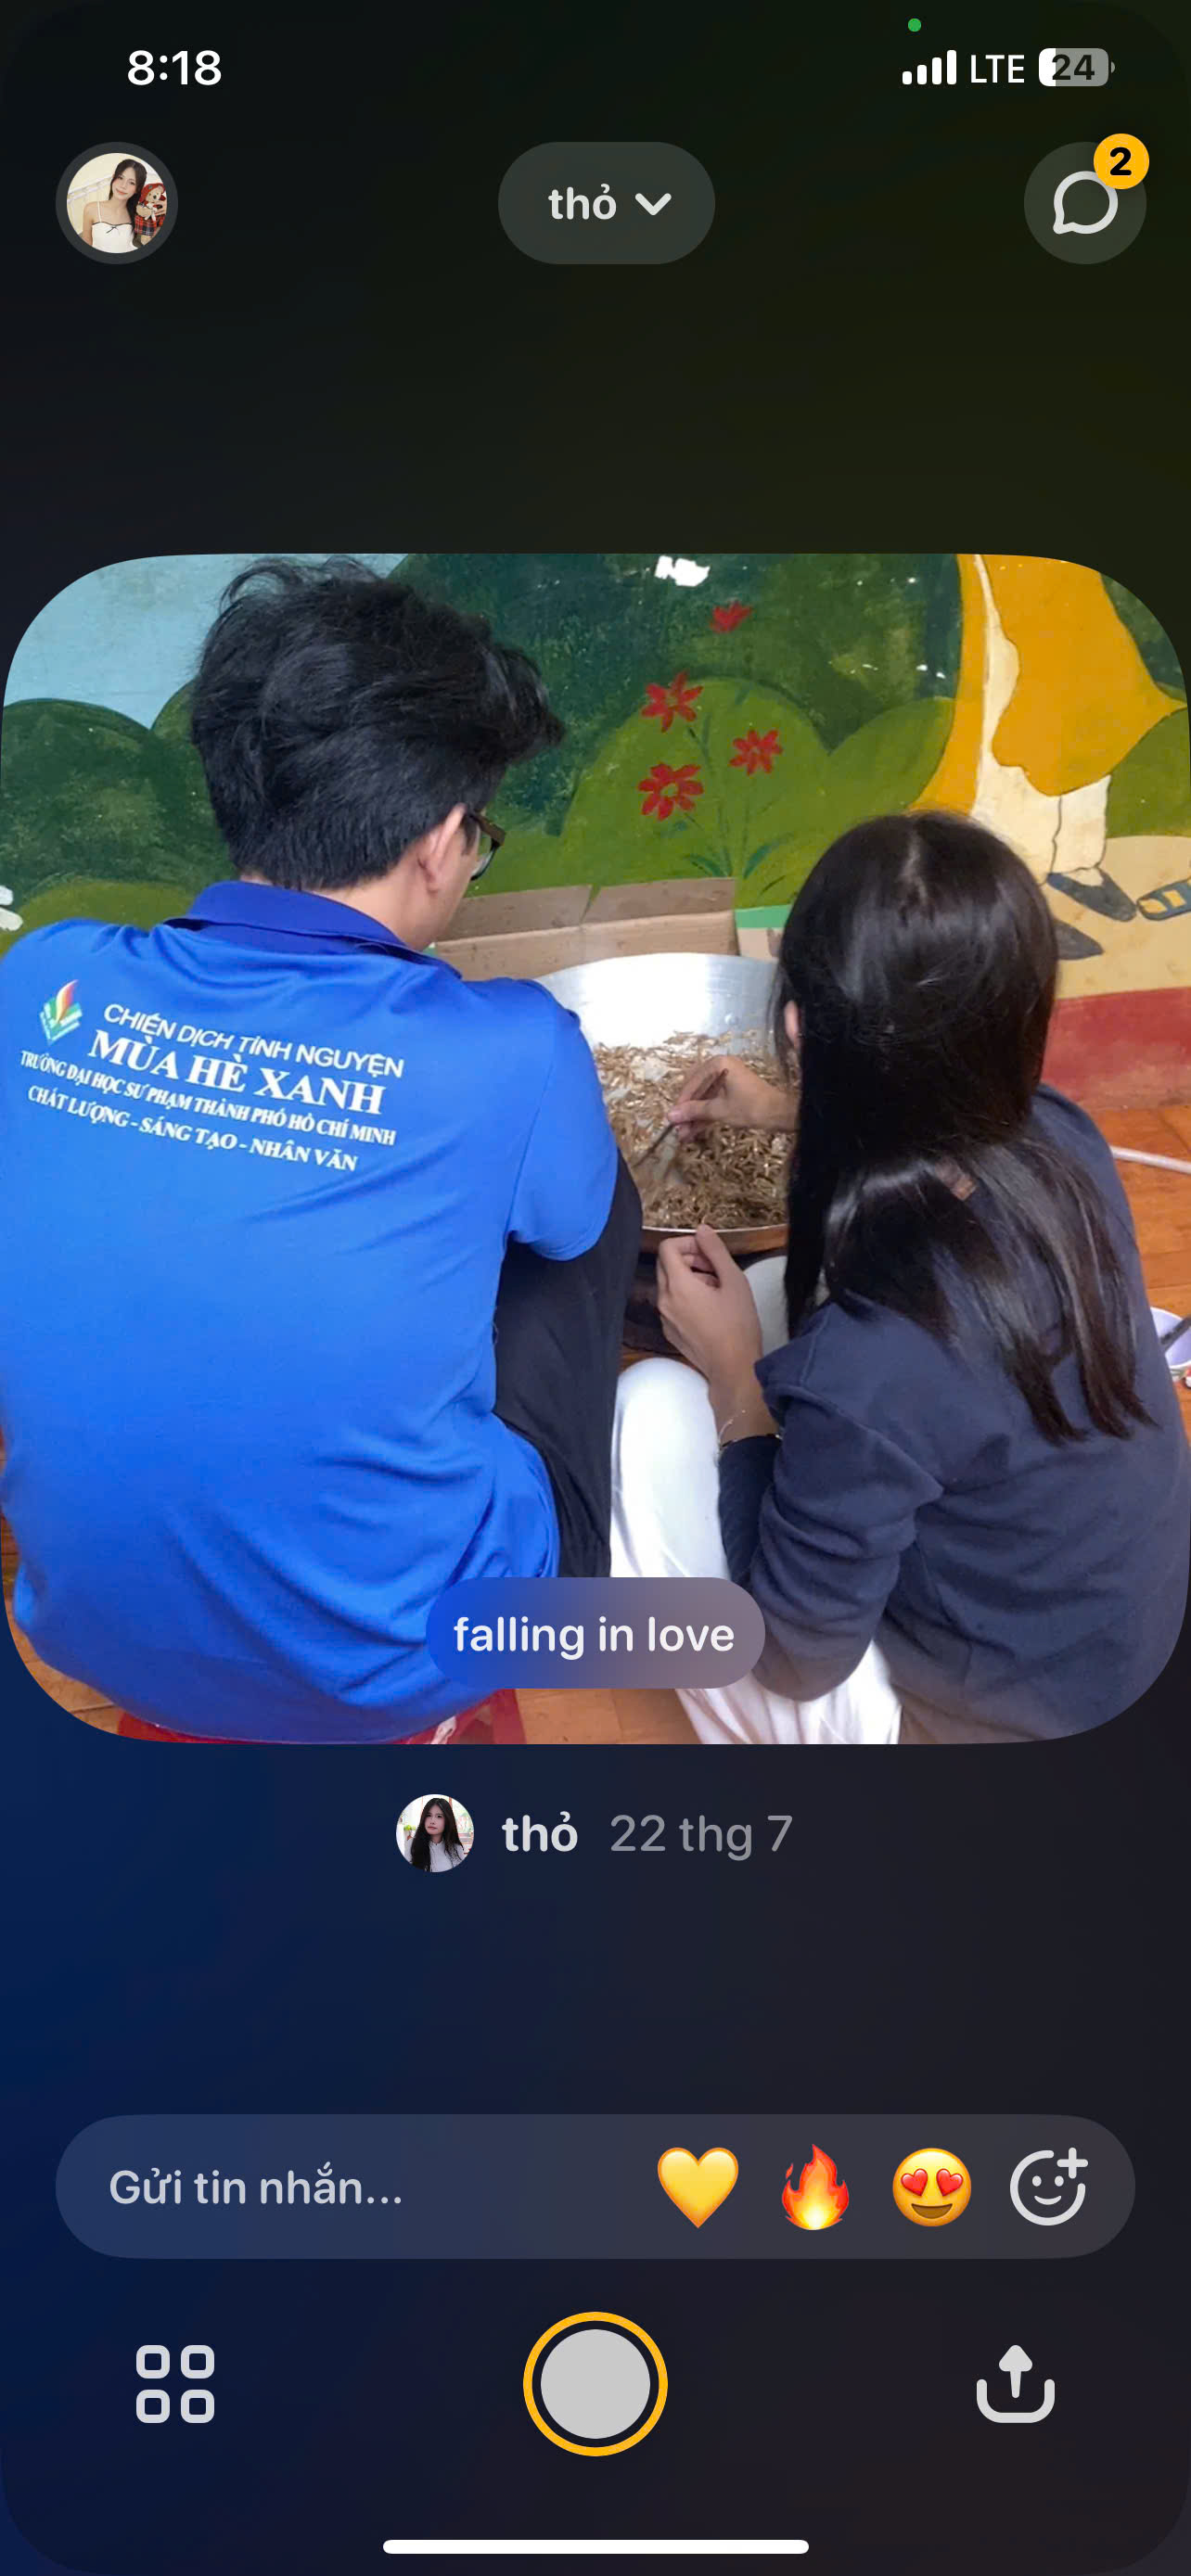 8:18
LTE 24
thỏ
2
CHIẾN DỊCH TÌNH NGUYỆN
MÙA HÈ XANH
TRƯỜNG ĐẠI HỌC SƯ PHẠM THÀNH PHỐ HỒ CHÍ MINH
CHẤT LƯỢNG - SÁNG TẠO - NHÂN VĂN
falling in love
thỏ 22 thg 7
Gửi tin nhắn...